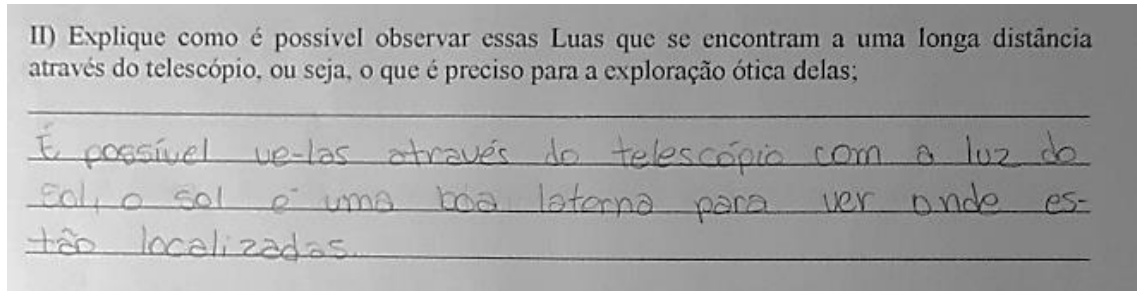 II) Explique como é possível observar essas Luas que se encontram a uma longa distância
através do telescópio, ou seja, o que é preciso para a exploração ótica delas;
É possível ve-las através do telescópio com a luz do
sol, o sol é uma boa laterna para ver onde es-
tão localizadas.